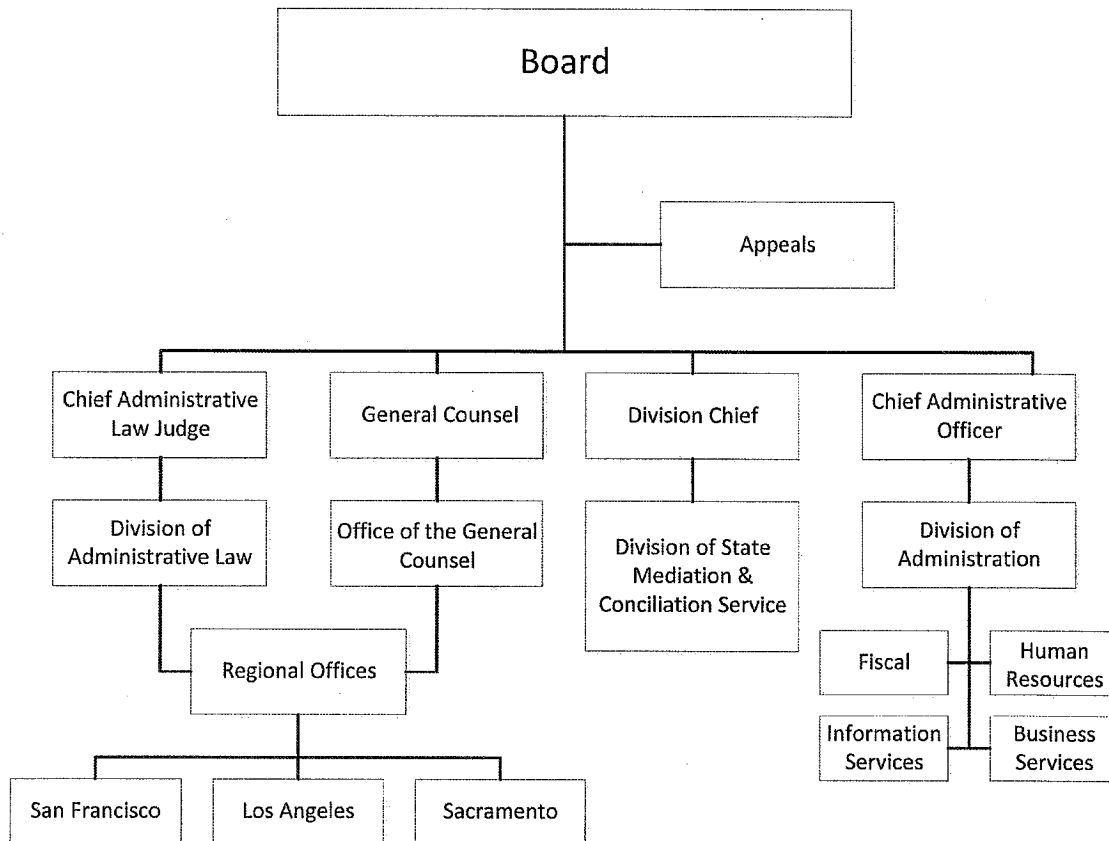 Board
Appeals
Chief Administrative
Law Judge
General Counsel
Division Chief
Chief Administrative
Officer
Division of
Administrative Law
Office of the General
Counsel
Division of State
Mediation &
Conciliation Service
Division of
Administration
Regional Offices
Fiscal
Human
Resources
Information
Services
Business
Services
San Francisco
Los Angeles
Sacramento